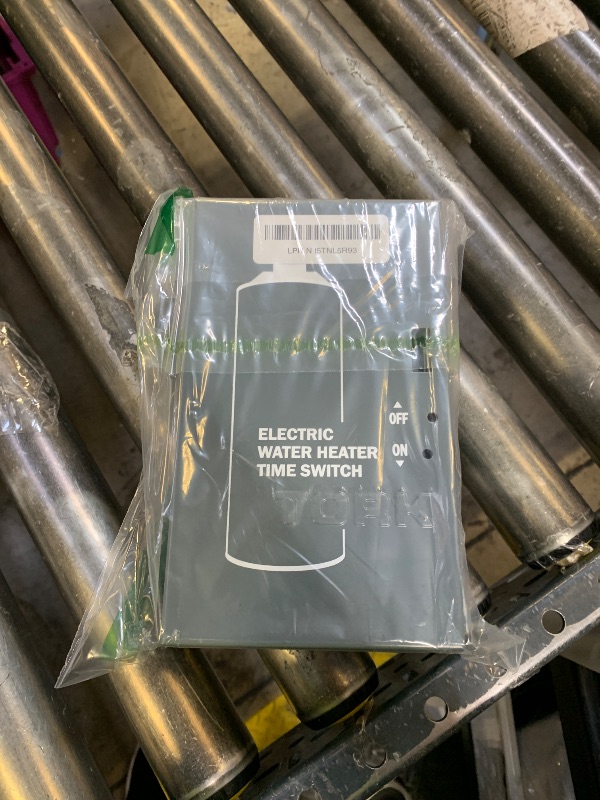 ▲
OFF
ELECTRIC
WATER HEATER
TIME SWITCH
ON
▼
TORK